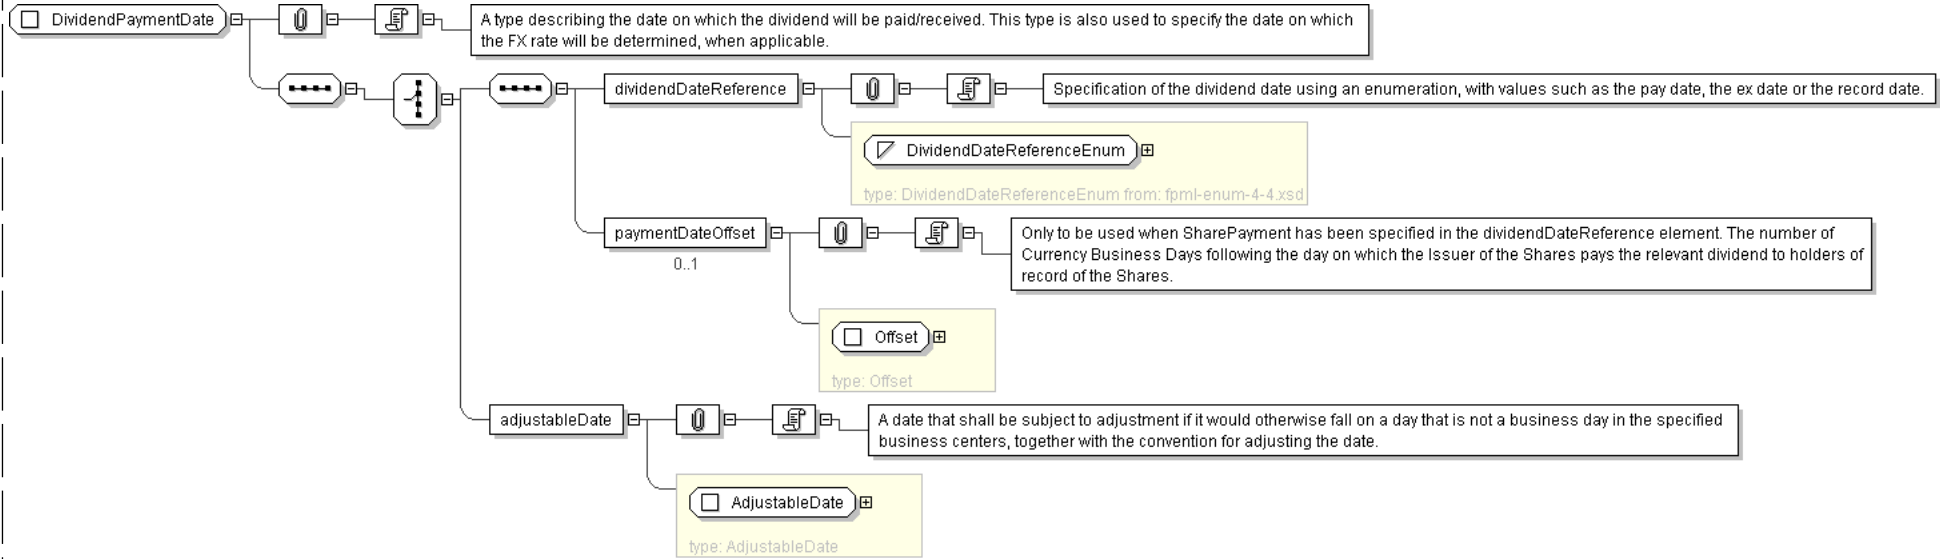 DividendPaymentDate
A type describing the date on which the dividend will be paid/received. This type is also used to specify the date on which
the FX rate will be determined, when applicable.
dividendDateReference
Specification of the dividend date using an enumeration, with values such as the pay date, the ex date or the record date.
DividendDateReferenceEnum
type: DividendDateReferenceEnum from: fpml-enum-4-4.xsd
paymentDateOffset
0..1
Only to be used when SharePayment has been specified in the dividendDateReference element. The number of
Currency Business Days following the day on which the Issuer of the Shares pays the relevant dividend to holders of
record of the Shares.
Offset
type: Offset
adjustableDate
A date that shall be subject to adjustment if it would otherwise fall on a day that is not a business day in the specified
business centers, together with the convention for adjusting the date.
AdjustableDate
type: AdjustableDate